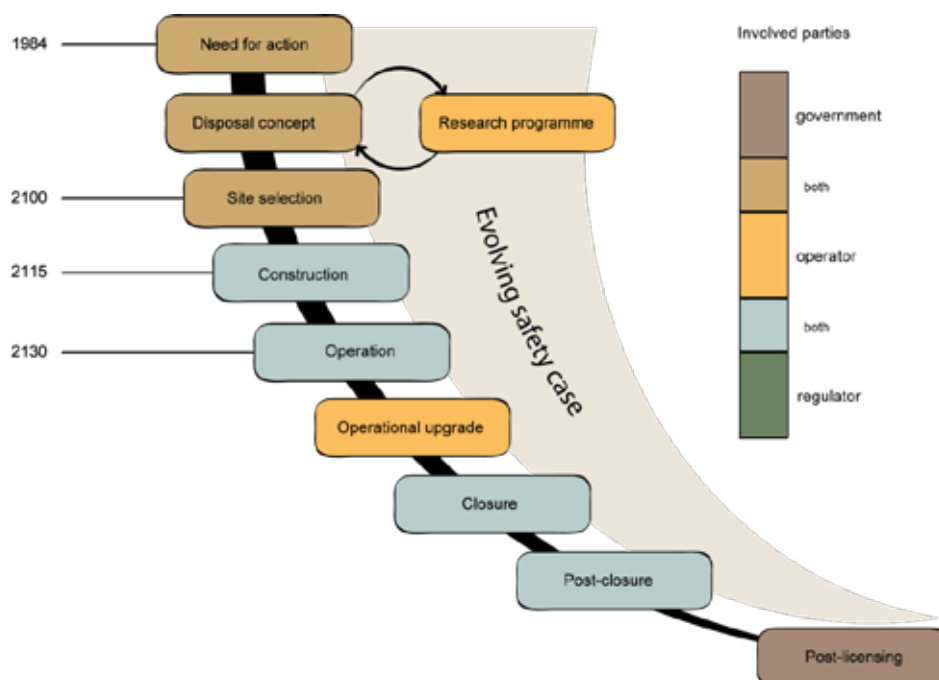 1984
Need for action
Involved parties
Disposal concept
Research programme
government
both
2100
Site selection
Evolving safety case
operator
2115
Construction
both
2130
Operation
regulator
Operational upgrade
Closure
Post-closure
Post-licensing